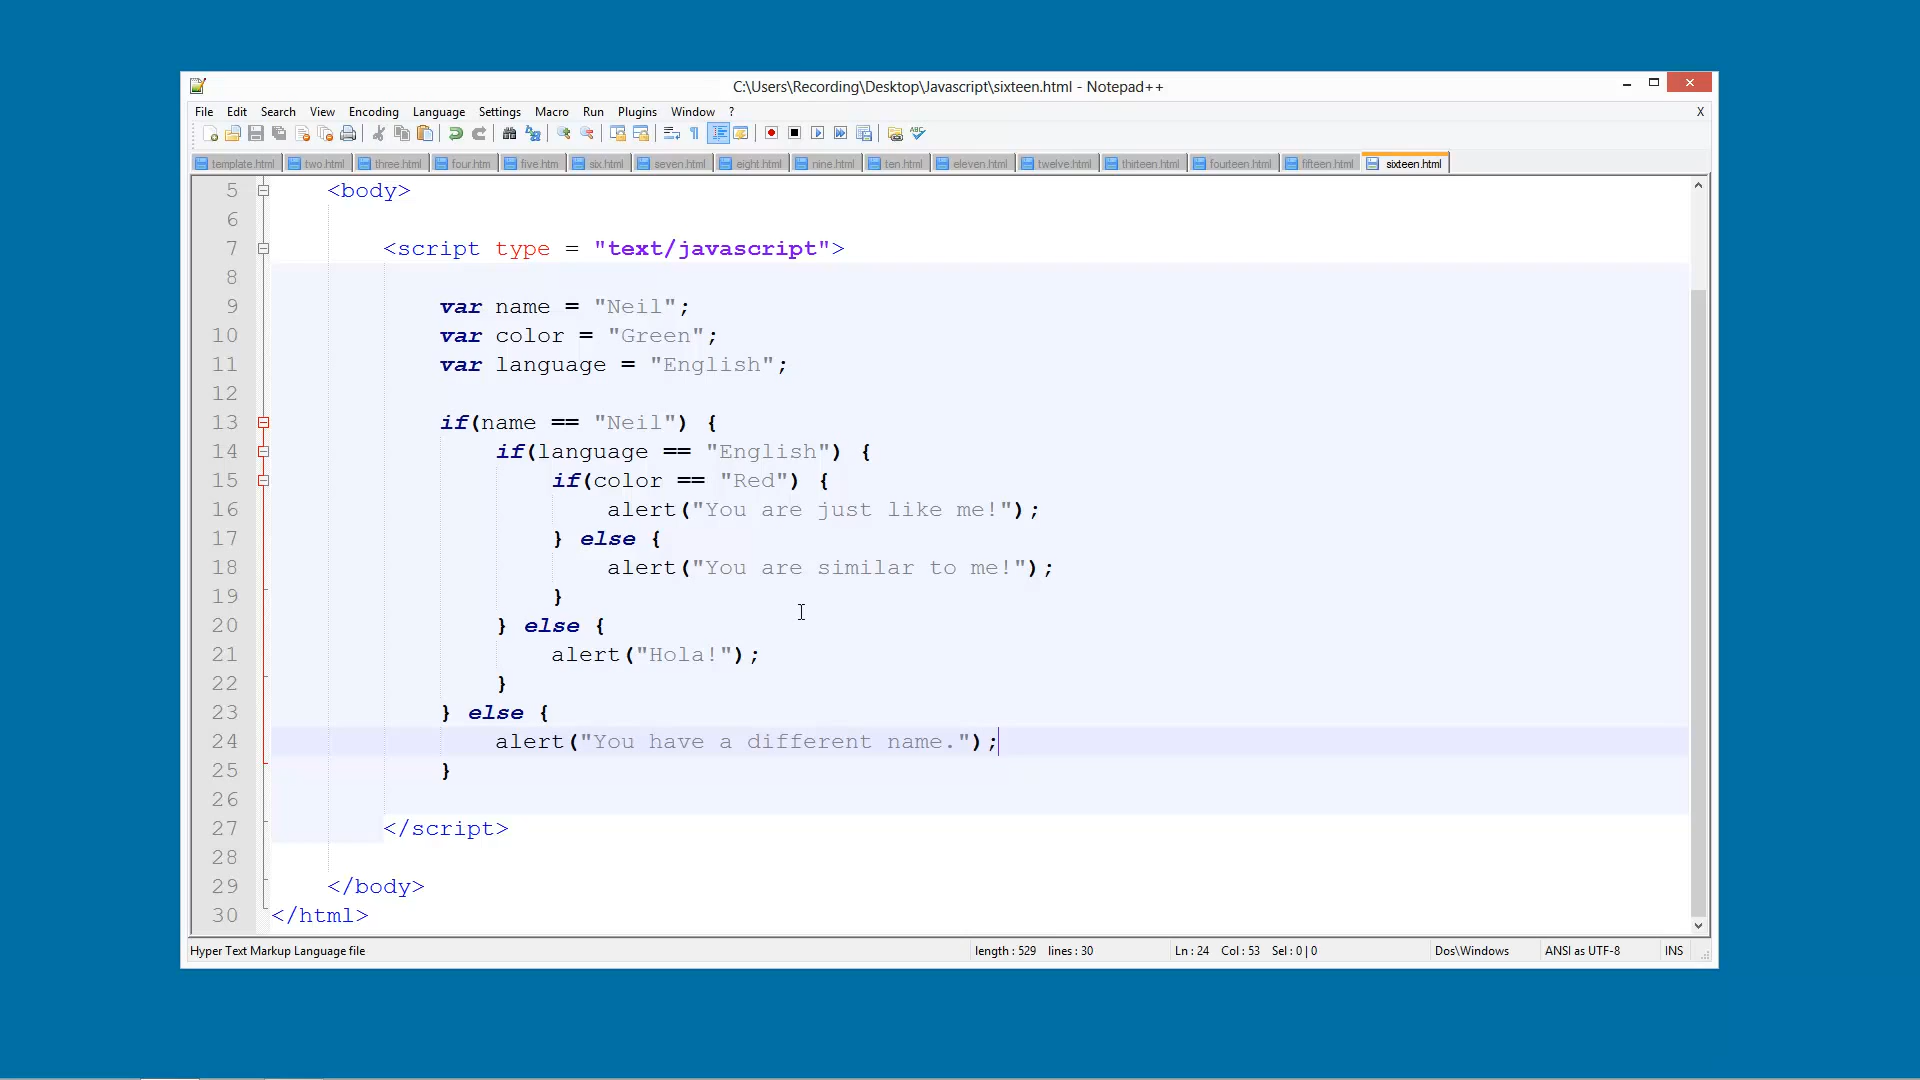 C:\Users\Recording\Desktop\Javascript\sixteen.html - Notepad++
File Edit Search View Encoding Language Settings Macro Run Plugins Window ? X
template.html two.html three.html four.htm five.htm six.html seven.html eight.html nine.html ten.html eleven.html twelve.html thirteen.html fourteen.html fifteen.html sixteen.html
5 <body>
6
7 <script type = "text/javascript">
8
9 var name = "Neil";
10 var color = "Green";
11 var language = "English";
12
13 if(name == "Neil") {
14 if(language == "English") {
15 if(color == "Red") {
16 alert("You are just like me!");
17 } else {
18 alert("You are similar to me!");
19 }
20 } else {
21 alert("Hola!");
22 }
23 } else {
24 alert("You have a different name.");
25 }
26
27 </script>
28
29 </body>
30 </html>
Hyper Text Markup Language file length : 529 lines : 30 Ln : 24 Col : 53 Sel : 0 | 0 Dos\Windows ANSI as UTF-8 INS